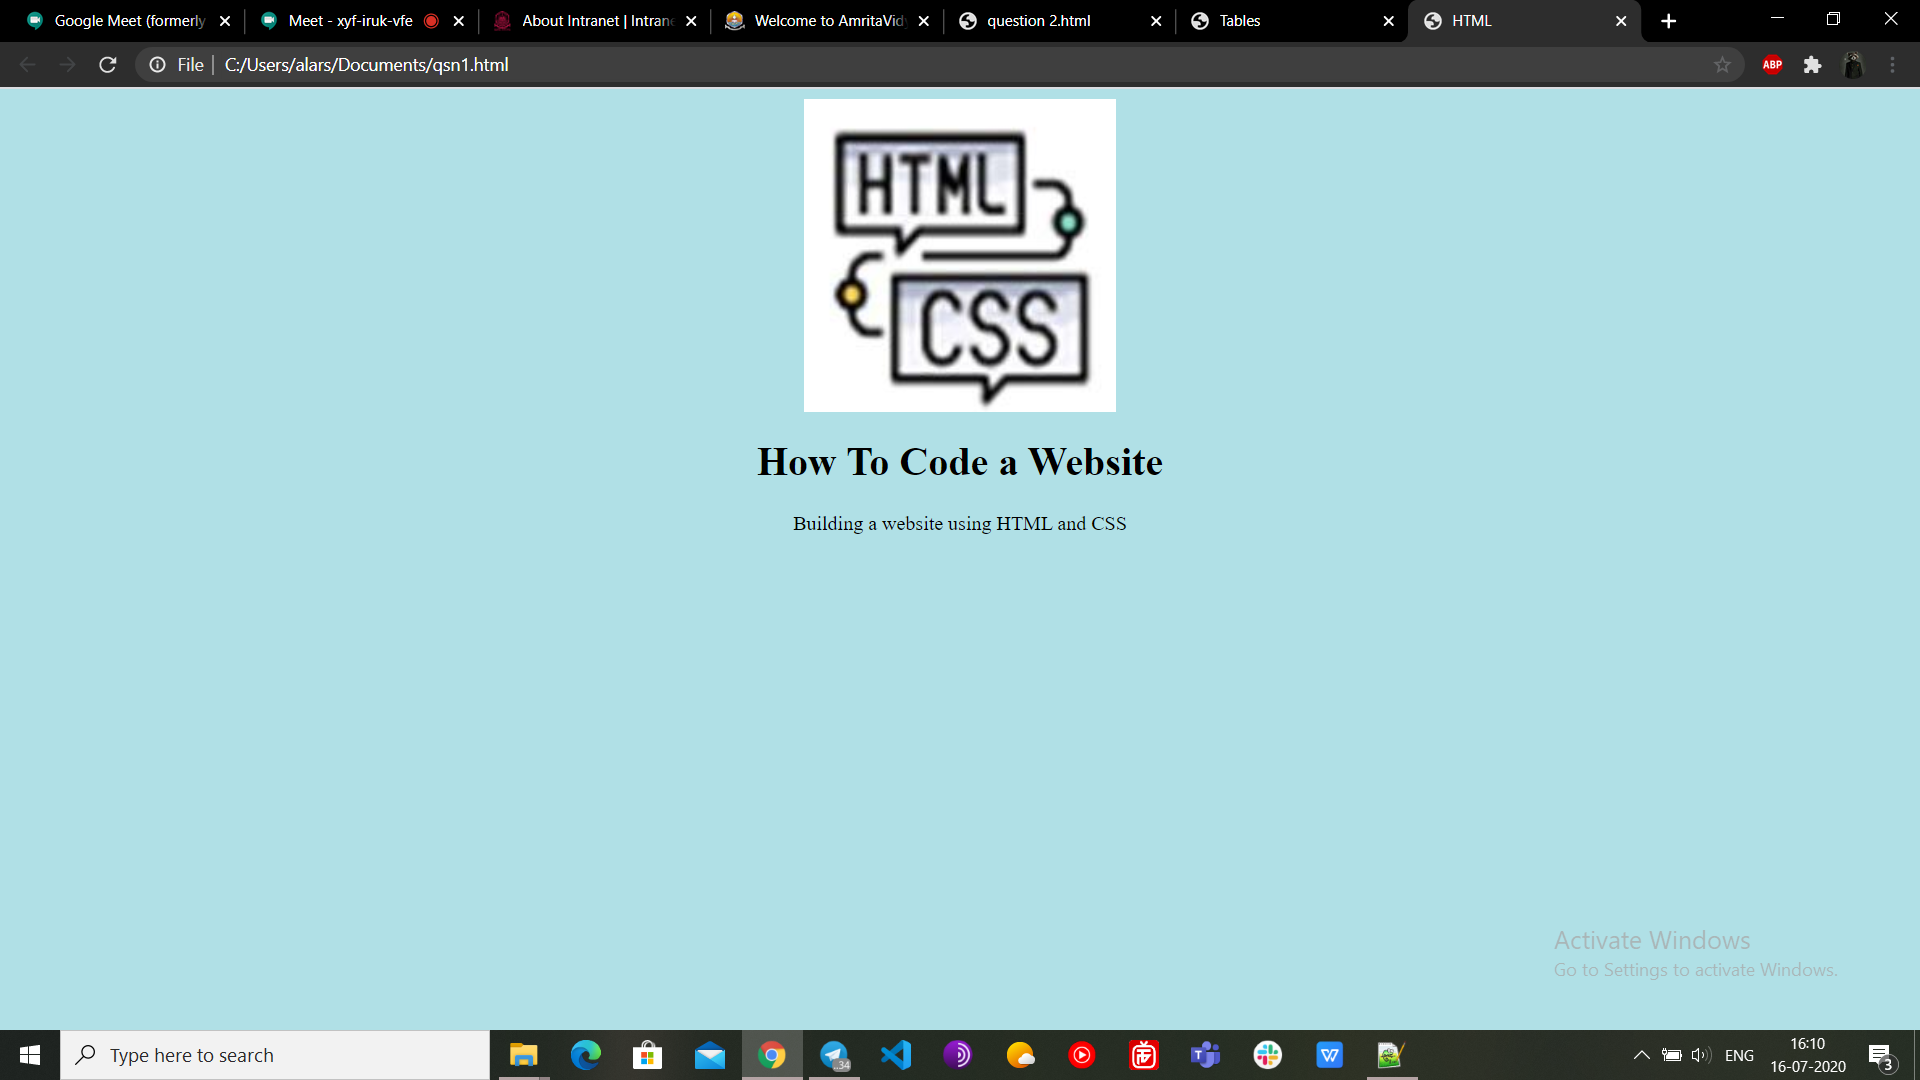 Google Meet (formerly
Meet - xyf-iruk-vfe
About Intranet | Intran
Welcome to AmritaVid
question 2.html
Tables
HTML
File
C:/Users/alars/Documents/qsn1.html
ABP
HTML
CSS
How To Code a Website
Building a website using HTML and CSS
Activate Windows
Go to Settings to activate Windows.
Type here to search
34
W
ENG
16:10
16-07-2020
3